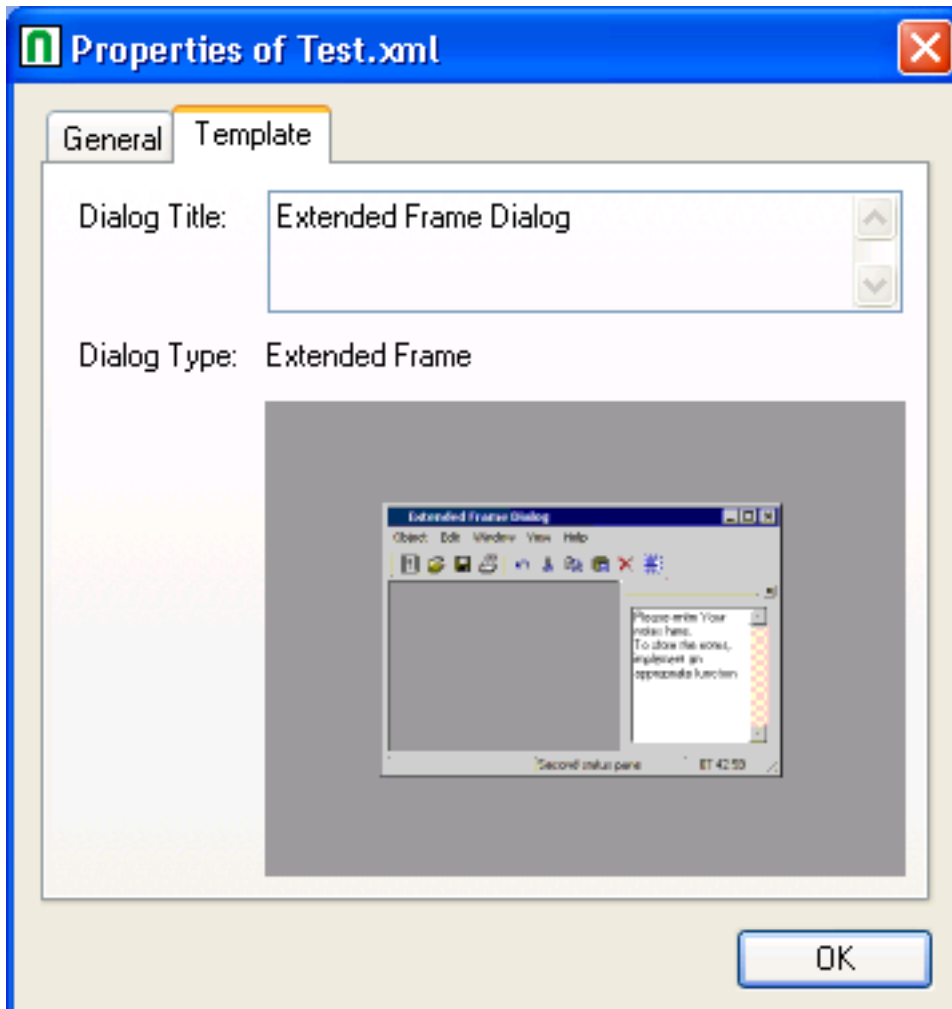 Properties of Test.xml
General
Template
Dialog Title:
Extended Frame Dialog
Dialog Type:
Extended Frame
Extended Frame Dialog
Object Edit Window View Help
Please enter Your
notes here.
To store the notes,
implement an
appropriate function
Second status pane
OK